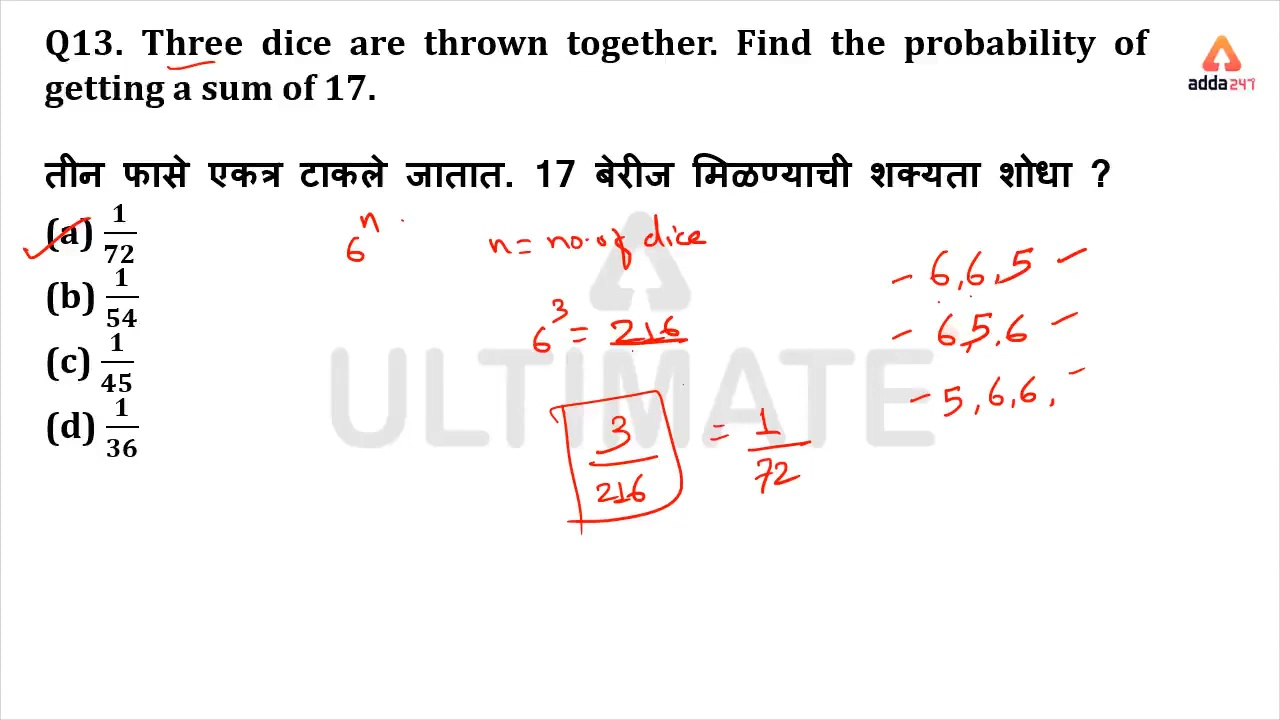 Q13. Three dice are thrown together. Find the probability of
getting a sum of 17.
adda247
तीन फासे एकत्र टाकले जातात. 17 बेरीज मिळण्याची शक्यता शोधा ?
(a) 1/72
(b) 1/54
(c) 1/45
(d) 1/36
6^n
n = no. of dice
6^3 = 216
3/216 = 1/72
- 6, 6, 5 -
- 6, 5, 6 -
- 5, 6, 6, -
ULTIMATE